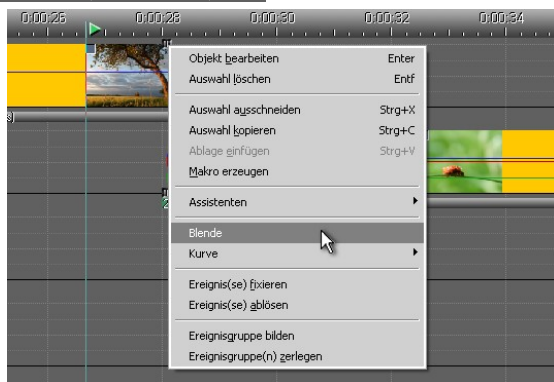 0:00:26 0:00:28 0:00:30 0:00:32 0:00:34
Objekt bearbeiten Enter
Auswahl löschen Entf
Auswahl ausschneiden Strg+X
Auswahl kopieren Strg+C
Ablage einfügen Strg+V
Makro erzeugen
Assistenten
Blende
Kurve
Ereignis(se) fixieren
Ereignis(se) ablösen
Ereignisgruppe bilden
Ereignisgruppe(n) zerlegen